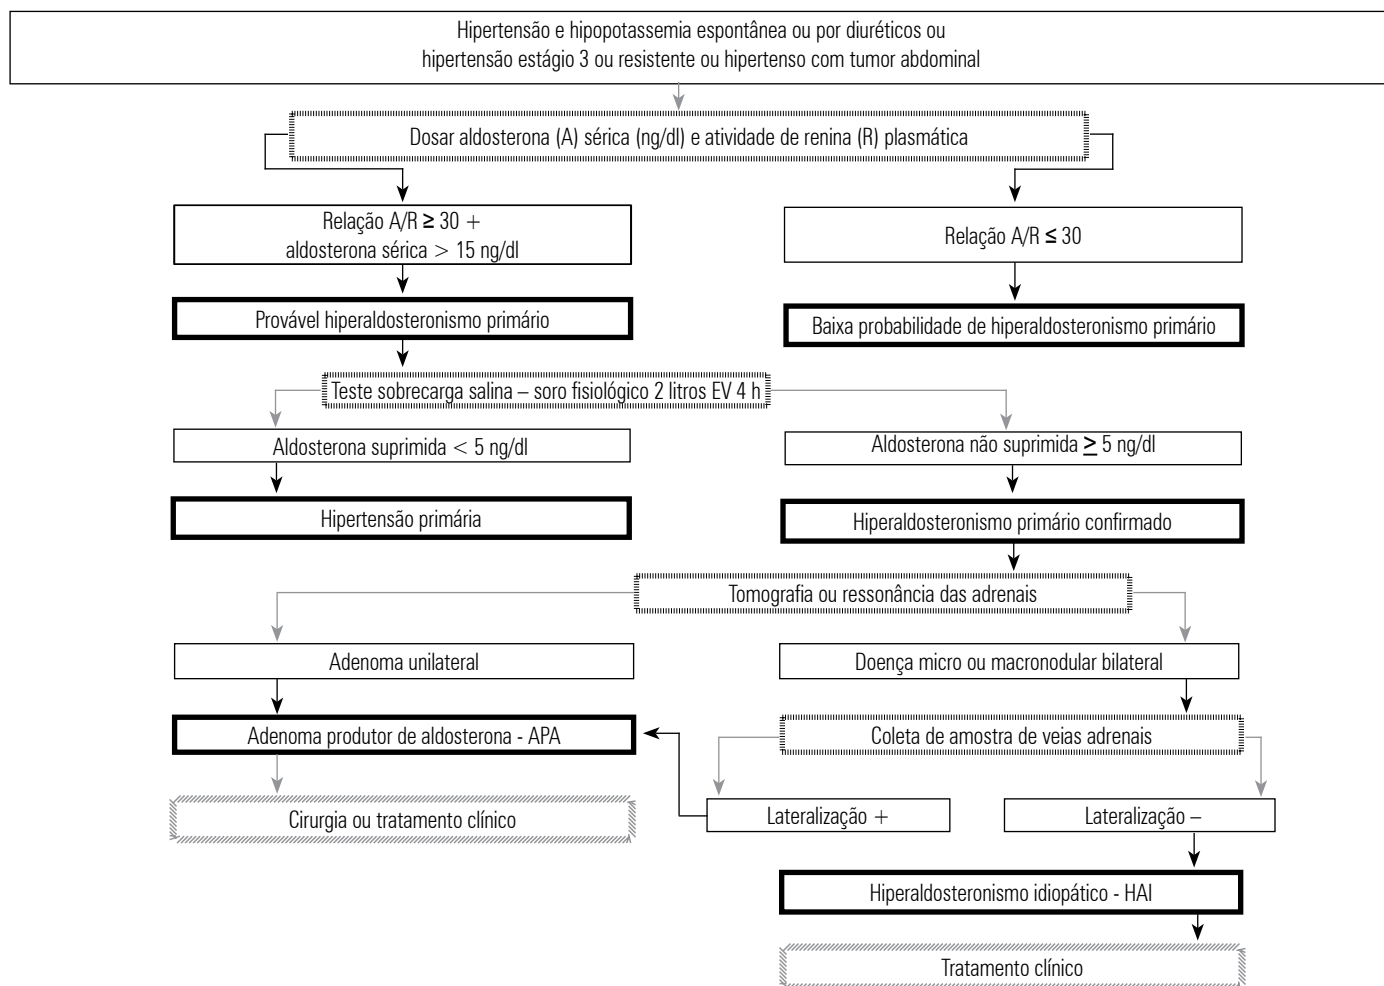 Hipertensão e hipopotassemia espontânea ou por diuréticos ou
hipertensão estágio 3 ou resistente ou hipertenso com tumor abdominal
Dosar aldosterona (A) sérica (ng/dl) e atividade de renina (R) plasmática
Relação A/R ≥ 30 +
aldosterona sérica > 15 ng/dl
Relação A/R ≤ 30
Provável hiperaldosteronismo primário
Baixa probabilidade de hiperaldosteronismo primário
Teste sobrecarga salina – soro fisiológico 2 litros EV 4 h
Aldosterona suprimida < 5 ng/dl
Aldosterona não suprimida ≥ 5 ng/dl
Hipertensão primária
Hiperaldosteronismo primário confirmado
Tomografia ou ressonância das adrenais
Adenoma unilateral
Doença micro ou macronodular bilateral
Adenoma produtor de aldosterona - APA
Coleta de amostra de veias adrenais
Cirurgia ou tratamento clínico
Lateralização +
Lateralização –
Hiperaldosteronismo idiopático - HAI
Tratamento clínico